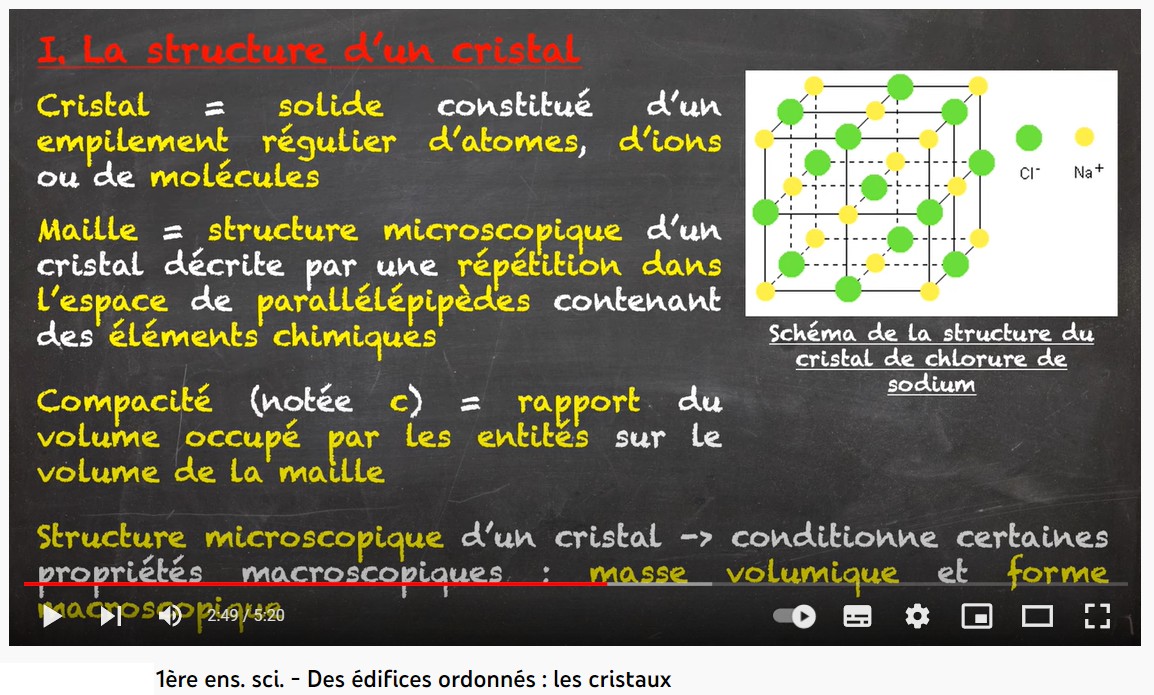 I. La structure d'un cristal
Cristal = solide constitué d'un
empilement régulier d'atomes, d'ions
ou de molécules
Maille = structure microscopique d'un
cristal décrite par une répétition dans
l'espace de parallélépipèdes contenant
des éléments chimiques
Compacité (notée c) = rapport du
volume occupé par les entités sur le
volume de la maille
Cl⁻ Na⁺
Schéma de la structure du
cristal de chlorure de
sodium
Structure microscopique d'un cristal -> conditionne certaines
propriétés macroscopiques : masse volumique et forme
macroscopique
2:49 / 5:20
1ère ens. sci. - Des édifices ordonnés : les cristaux